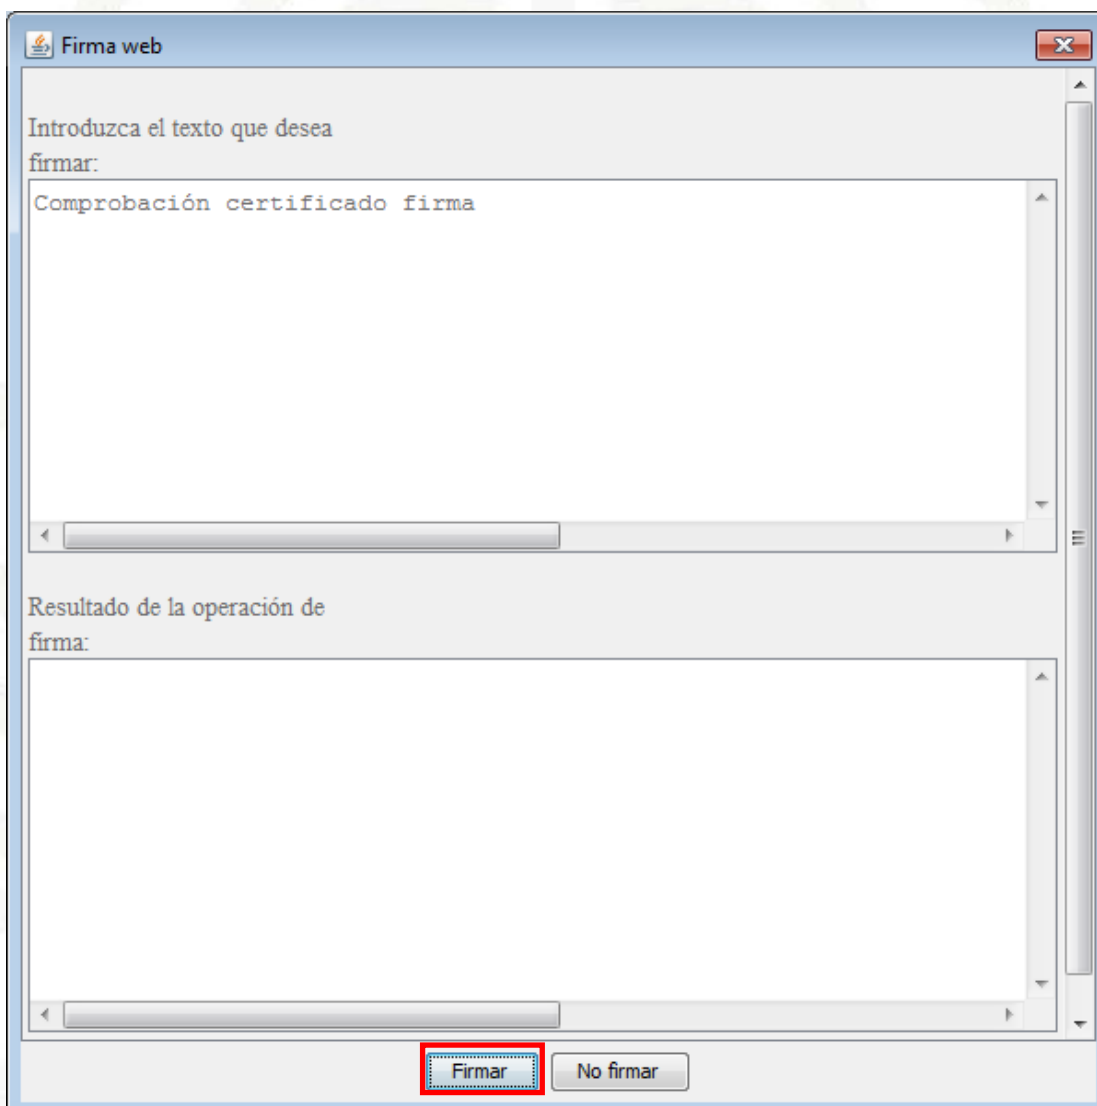 Firma web
Introduzca el texto que desea
firmar:
Comprobación certificado firma
Resultado de la operación de
firma:
Firmar
No firmar